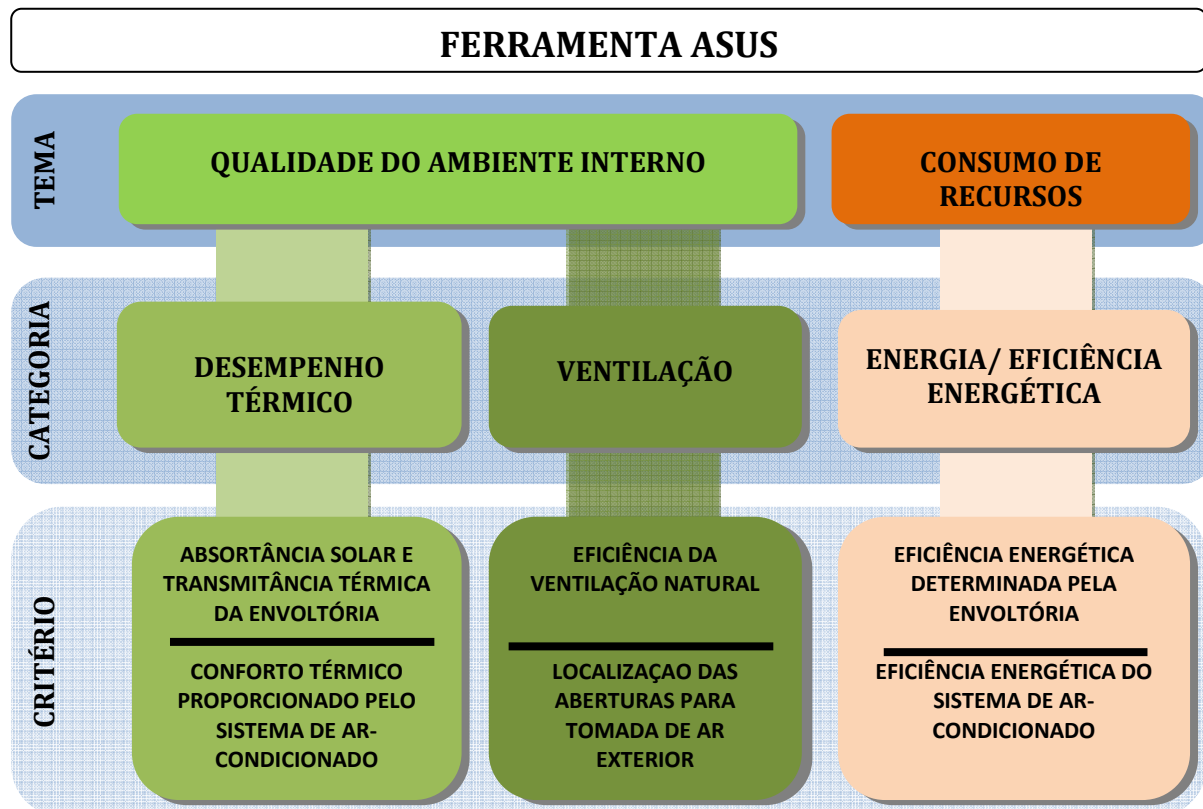 FERRAMENTA ASUS
TEMA
QUALIDADE DO AMBIENTE INTERNO
CONSUMO DE
RECURSOS
CATEGORIA
DESEMPENHO
TÉRMICO
VENTILAÇÃO
ENERGIA/ EFICIÊNCIA
ENERGÉTICA
CRITÉRIO
ABSORTÂNCIA SOLAR E
TRANSMITÂNCIA TÉRMICA
DA ENVOLTÓRIA
CONFORTO TÉRMICO
PROPORCIONADO PELO
SISTEMA DE AR-
CONDICIONADO
EFICIÊNCIA DA
VENTILAÇÃO NATURAL
LOCALIZAÇAO DAS
ABERTURAS PARA
TOMADA DE AR
EXTERIOR
EFICIÊNCIA ENERGÉTICA
DETERMINADA PELA
ENVOLTÓRIA
EFICIÊNCIA ENERGÉTICA DO
SISTEMA DE AR-
CONDICIONADO